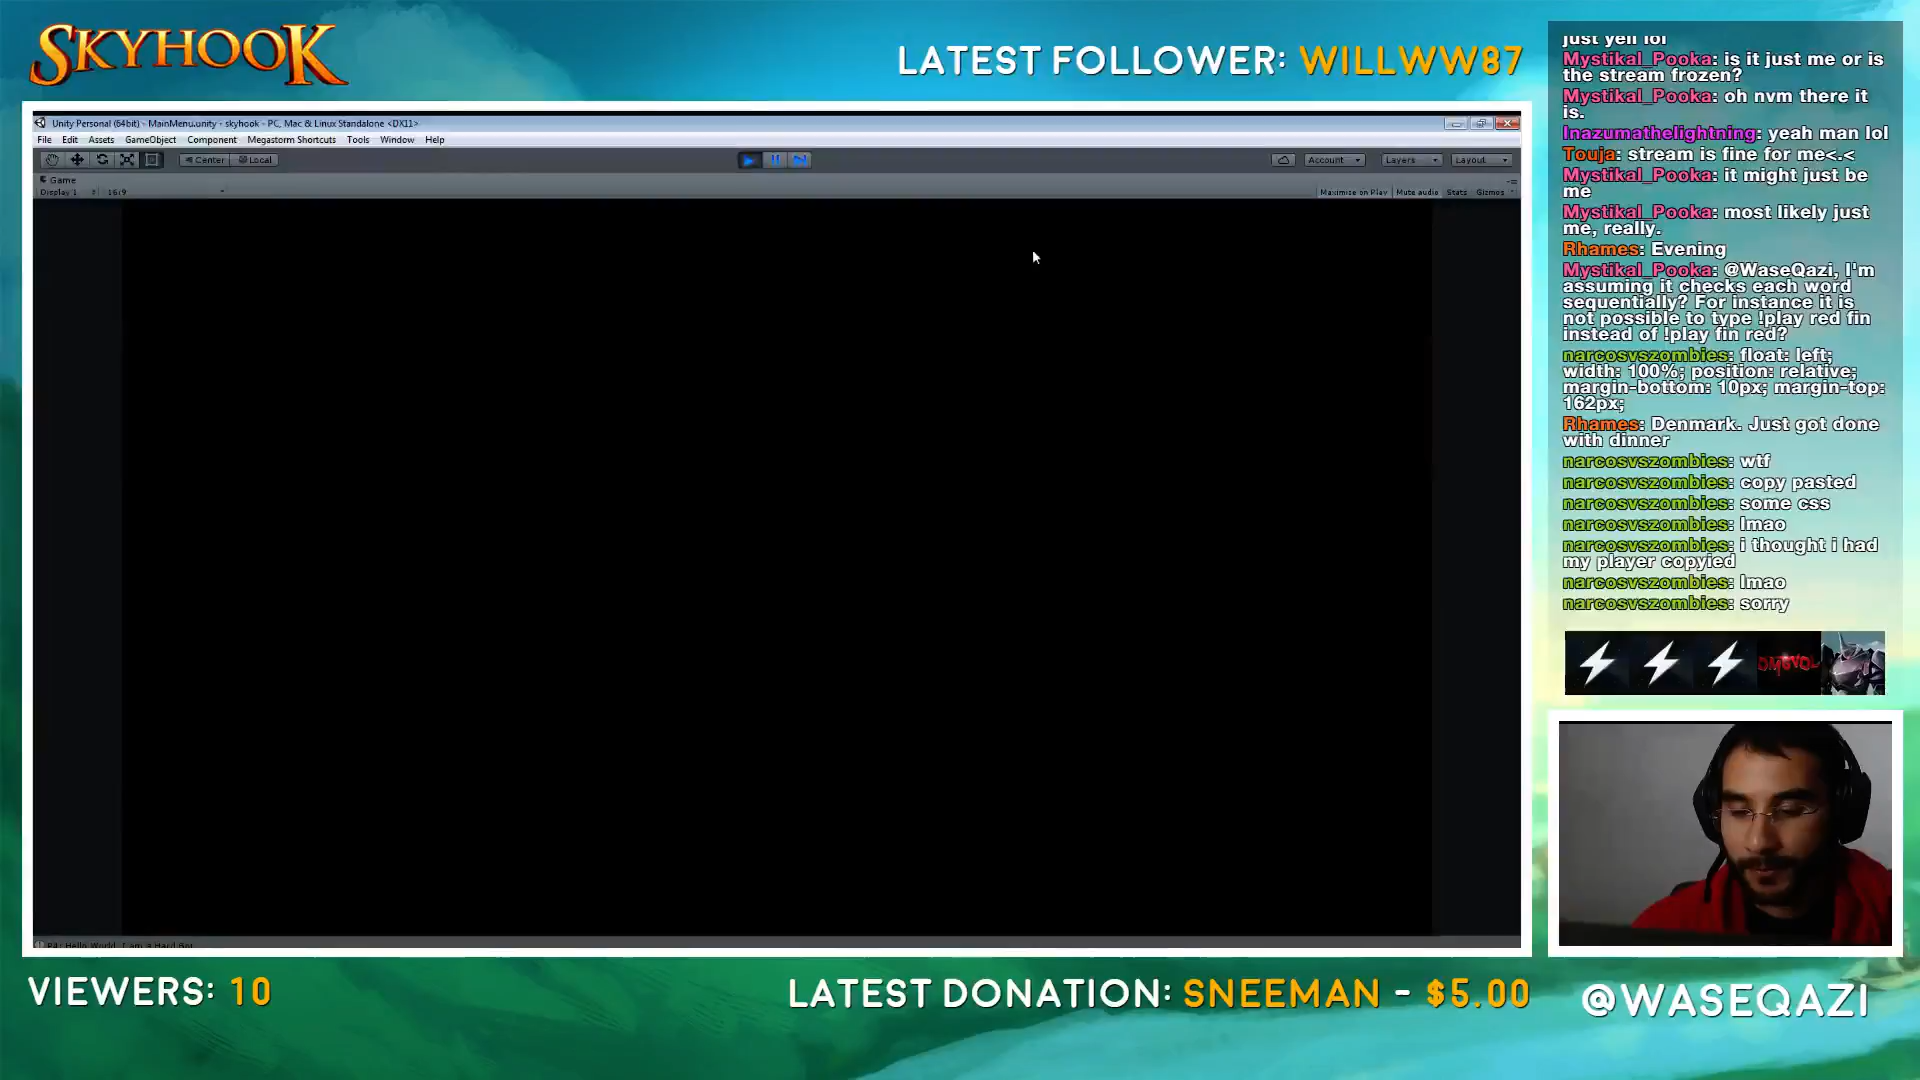 SKYHOOK
LATEST FOLLOWER: WILLWW87
Unity Personal (64bit) - MainMenu.unity - skyhook - PC, Mac & Linux Standalone <DX11>
File Edit Assets GameObject Component Megastorm Shortcuts Tools Window Help
Center Local Account Layers Layout
Game
Display 1 16:9 Maximize on Play Mute audio Stats Gizmos
P4: Hello World, I am a Hard Bot
just yell lol
Mystikal_Pooka: is it just me or is
the stream frozen?
Mystikal_Pooka: oh nvm there it
is.
Inazumathelightning: yeah man lol
Touja: stream is fine for me<.<
Mystikal_Pooka: it might just be
me
Mystikal_Pooka: most likely just
me, really.
Rhames: Evening
Mystikal_Pooka: @WaseQazi, I'm
assuming it checks each word
sequentially? For instance it is
not possible to type !play red fin
instead of !play fin red?
narcosvszombies: float: left;
width: 100%; position: relative;
margin-bottom: 10px; margin-top:
162px;
Rhames: Denmark. Just got done
with dinner
narcosvszombies: wtf
narcosvszombies: copy pasted
narcosvszombies: some css
narcosvszombies: lmao
narcosvszombies: i thought i had
my player copyied
narcosvszombies: lmao
narcosvszombies: sorry
VIEWERS: 10
LATEST DONATION: SNEEMAN - $5.00
@WASEQAZI